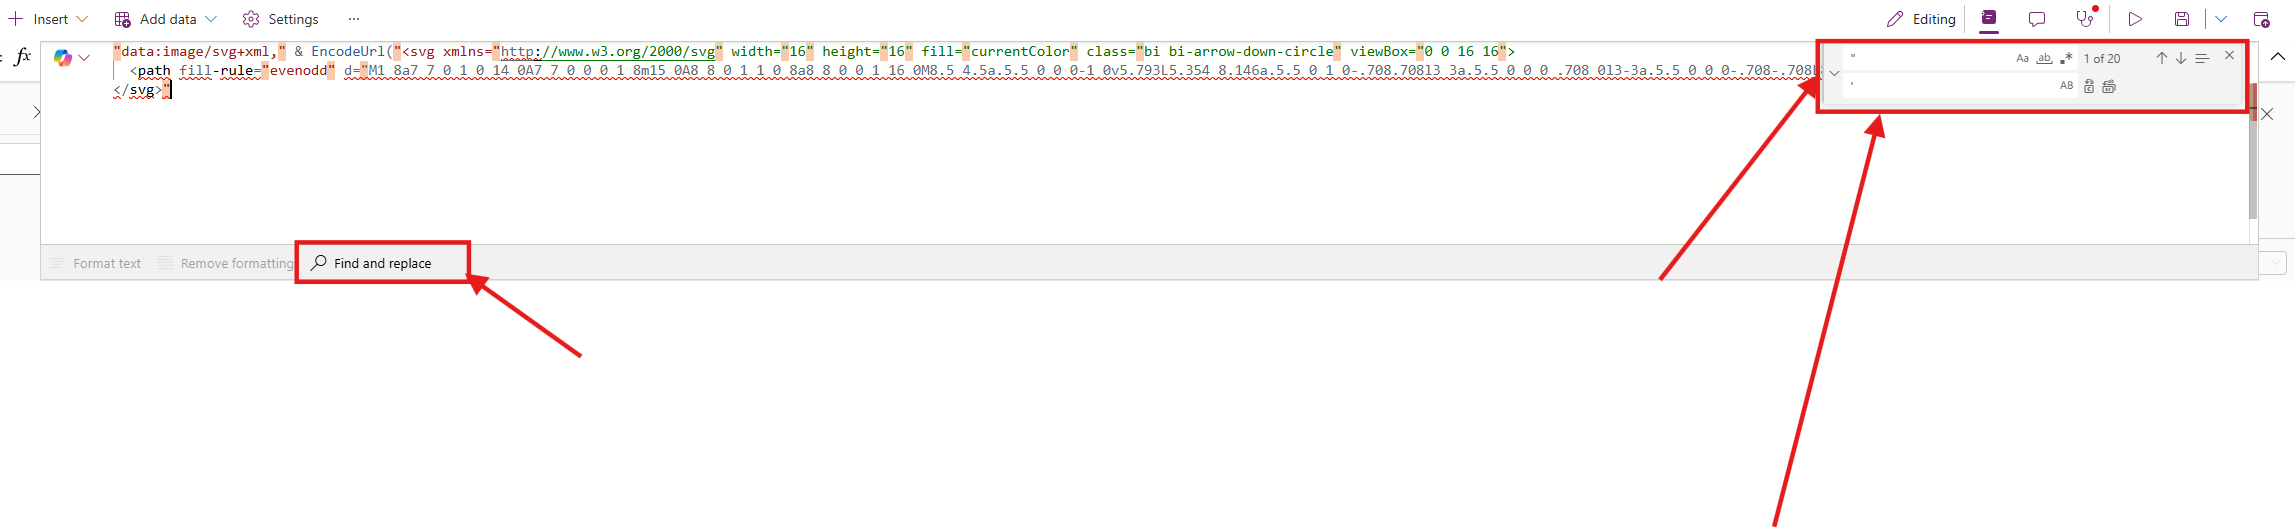 Insert
Add data
Settings
...
Editing
fx
"data:image/svg+xml," & EncodeUrl("<svg xmlns="http://www.w3.org/2000/svg" width="16" height="16" fill="currentColor" class="bi bi-arrow-down-circle" viewBox="0 0 16 16">
<path fill-rule="evenodd" d="M1 8a7 7 0 1 0 14 0A7 7 0 0 0 1 8m15 0A8 8 0 1 1 0 8a8 8 0 0 1 16 0M8.5 4.5a.5.5 0 0 0-1 0v5.793L5.354 8.146a.5.5 0 1 0-.708.708l3 3a.5.5 0 0 0 .708 0l3-3a.5.5 0 0 0-.708-.708L
</svg>"
"
Aa
ab
.*
1 of 20
'
AB
Format text
Remove formatting
Find and replace